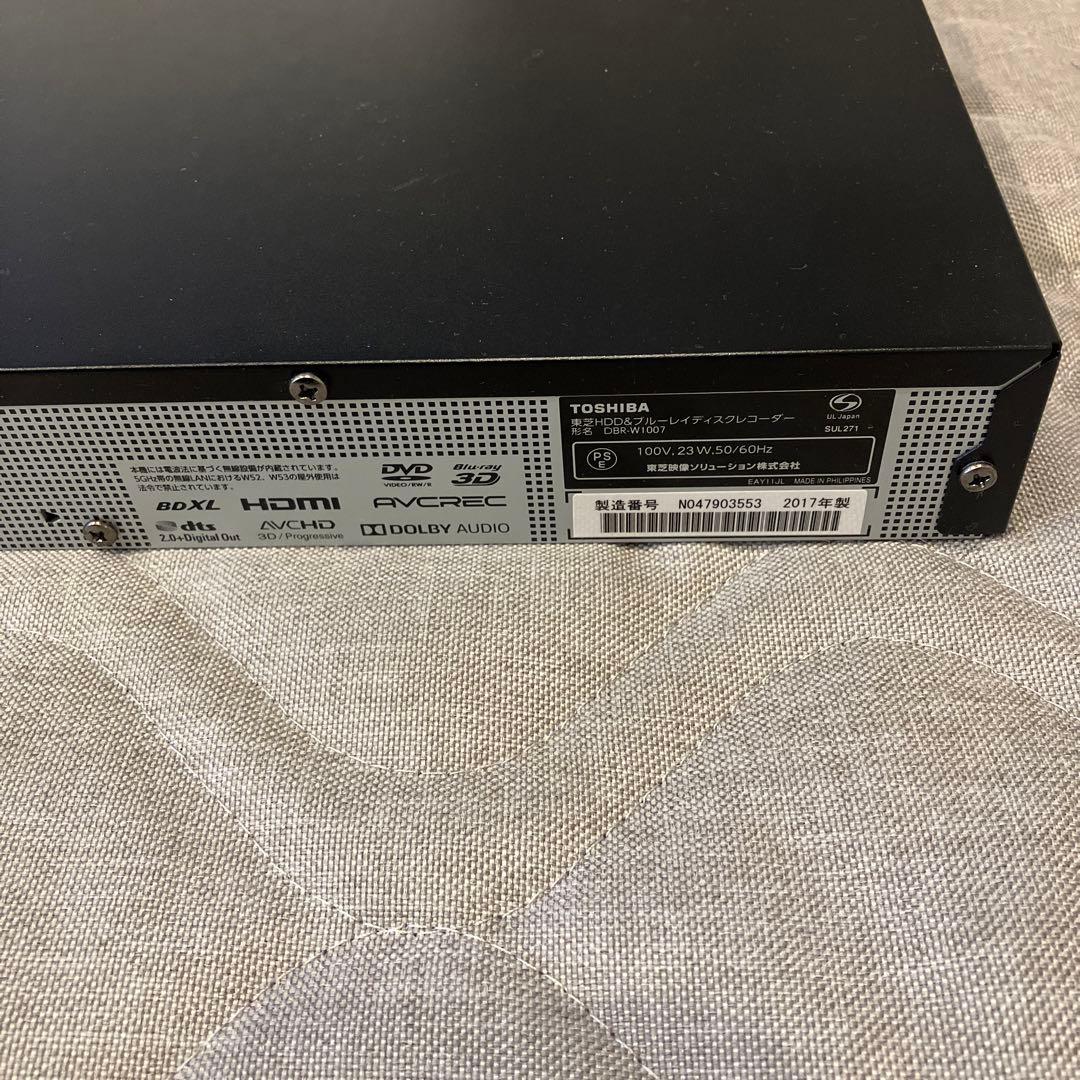 本機には電波法に基づく無線設備が内蔵されています。
5GHz帯の無線LANにおけるW52、W53の屋外使用は
法令で禁止されています。
DVD
VIDEO/RW/R
Blu-ray
3D
BDXL
HDMI
AVCREC
dts
2.0+Digital Out
AVCHD
3D/Progressive
DOLBY AUDIO
TOSHIBA
東芝HDD&ブルーレイディスクレコーダー
形名 DBR-W1007
UL Japan
SUL271
PS
E
100V, 23W, 50/60Hz
東芝映像ソリューション株式会社
EAY11JL MADE IN PHILIPPINES
製造番号 N047903553 2017年製